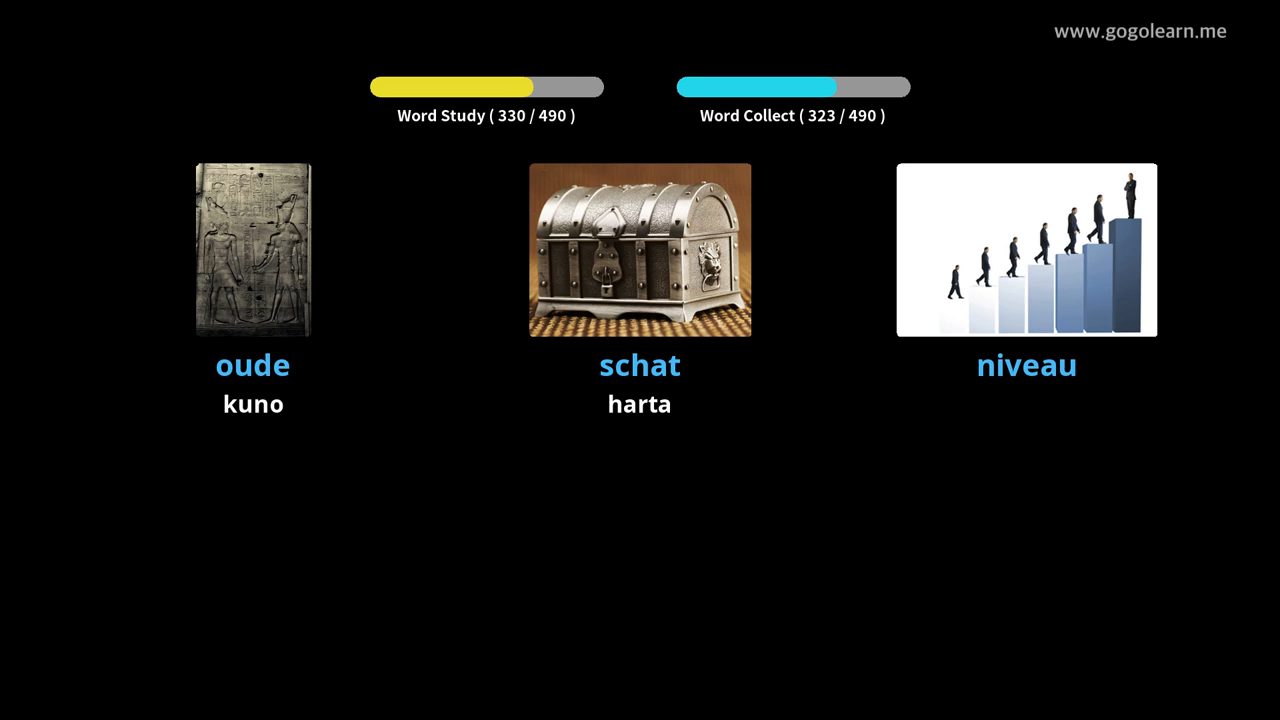 www.gogolearn.me
Word Study ( 330 / 490 )
Word Collect ( 323 / 490 )
oude
schat
niveau
kuno
harta